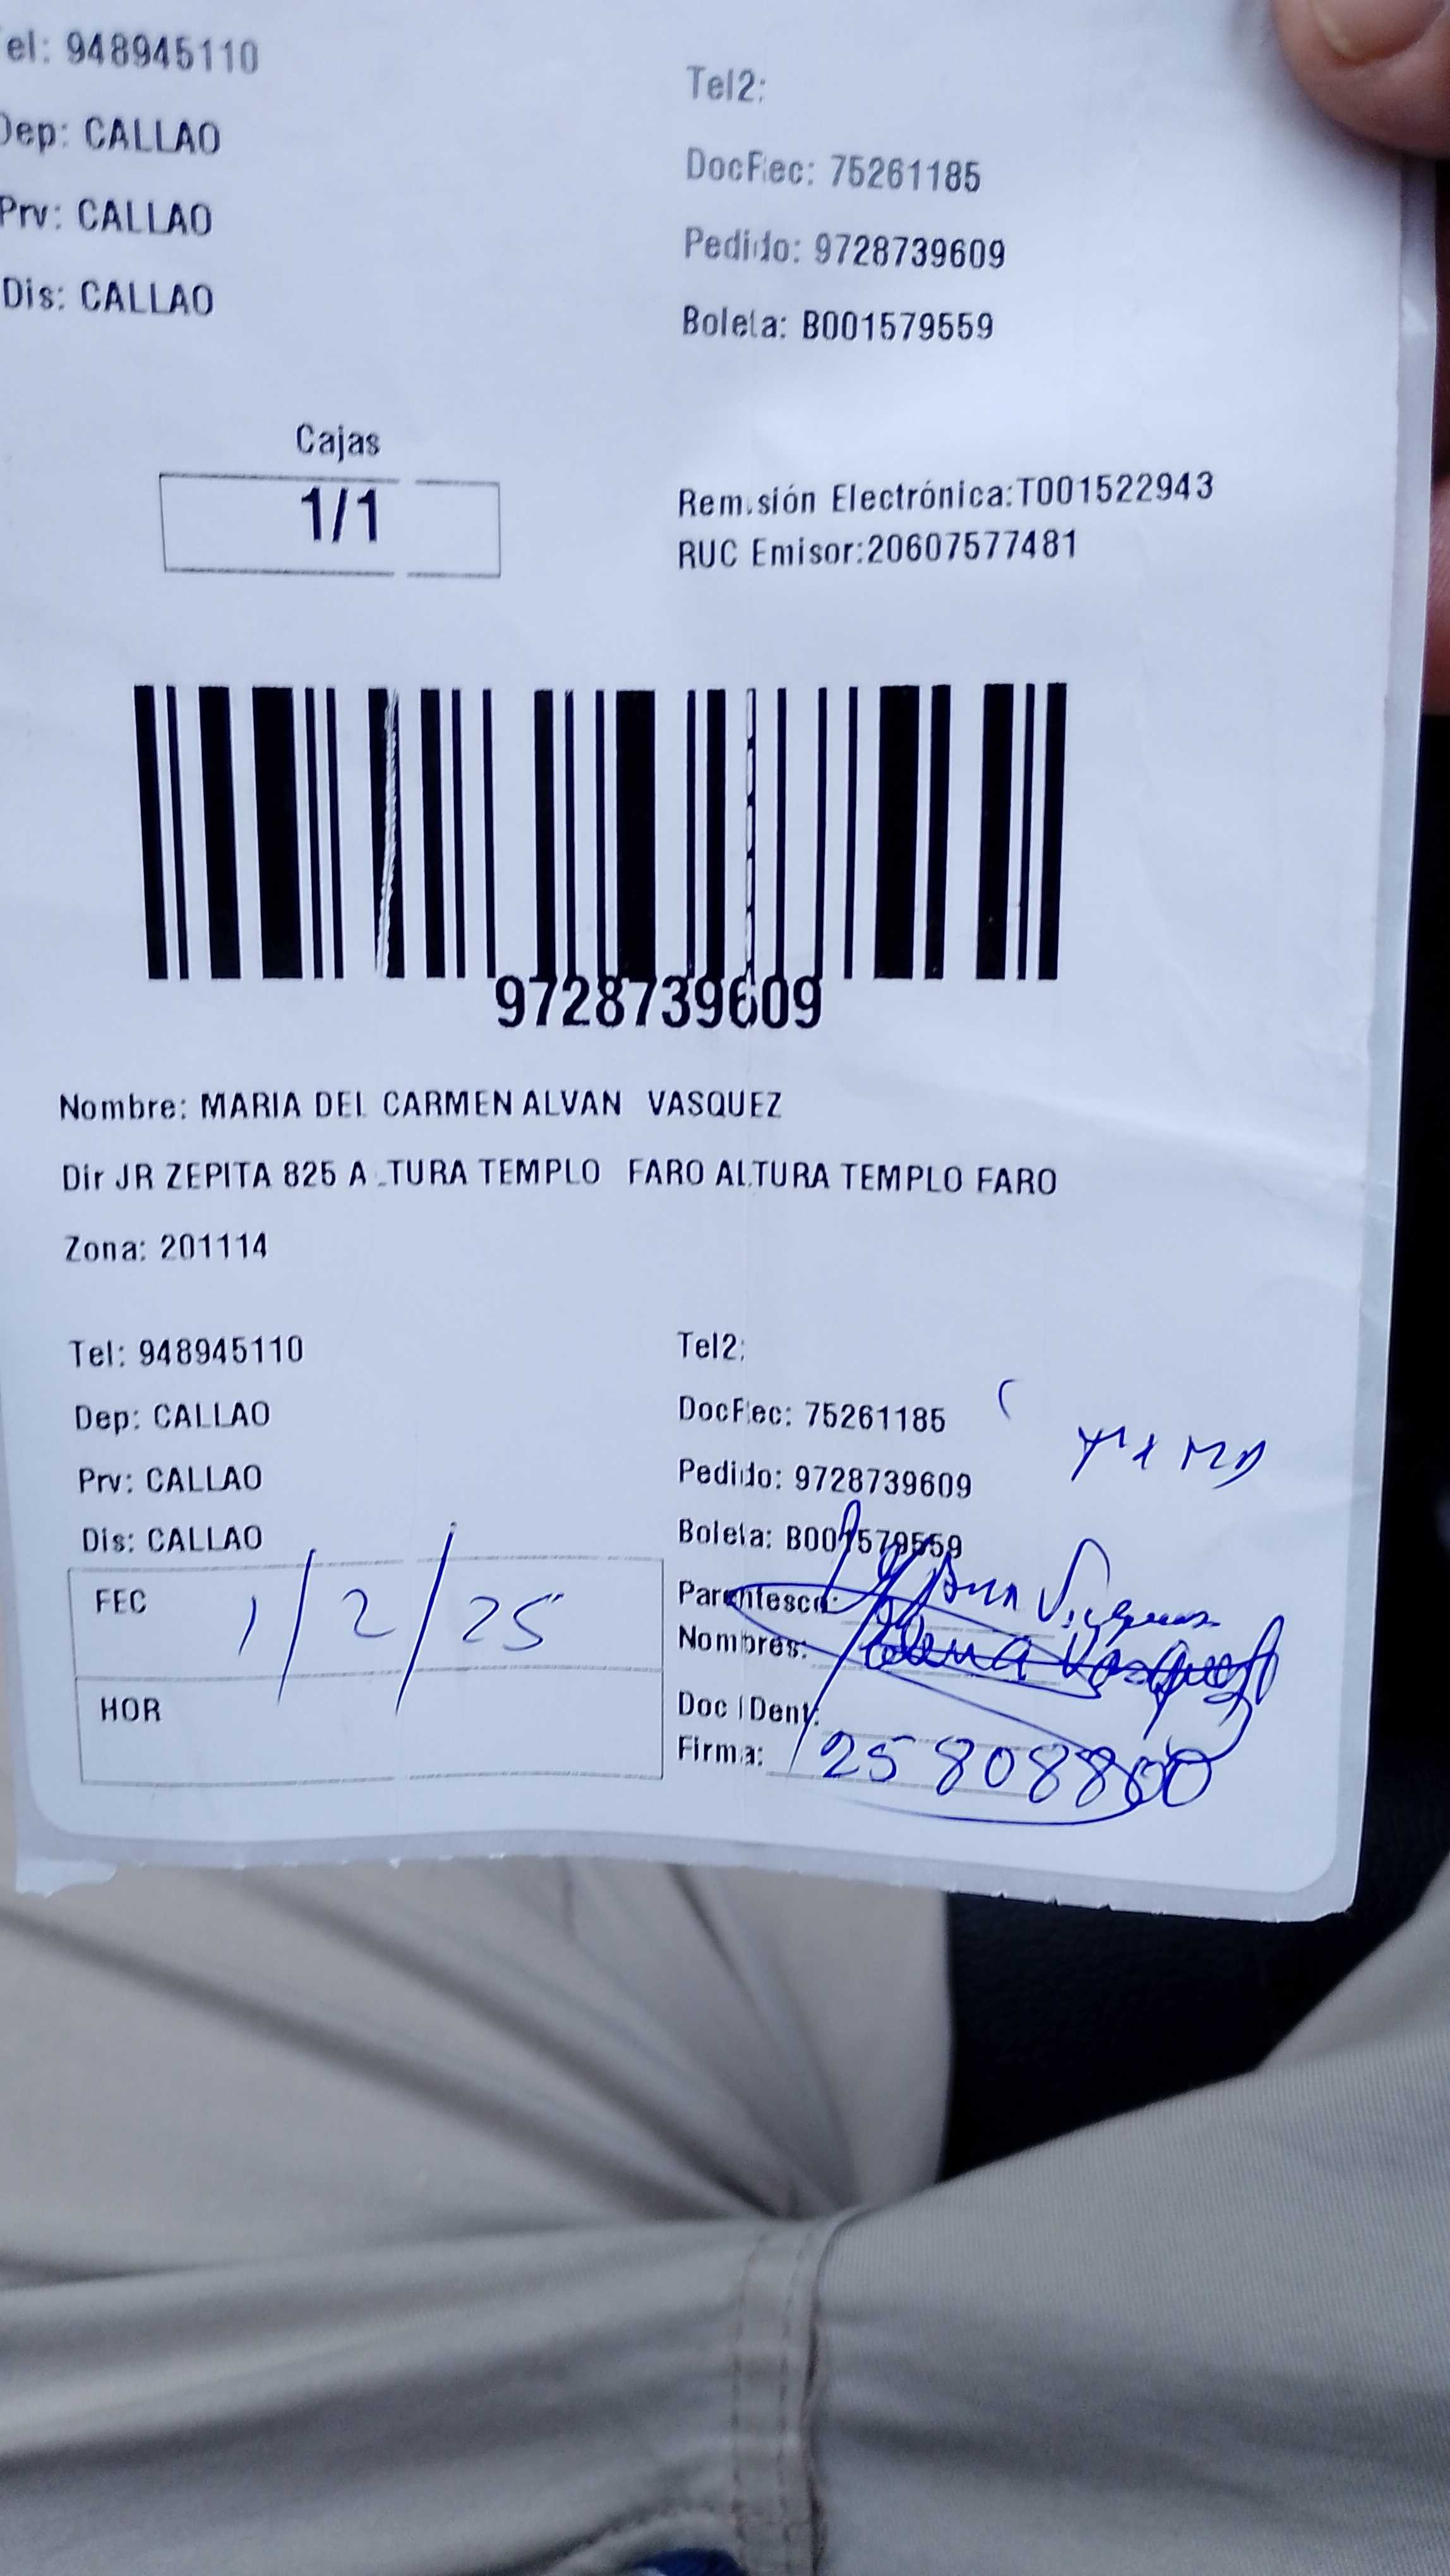 el: 948945110
Tel2:
Dep: CALLAO
DocRec: 75261185
Prv: CALLAO
Pedido: 9728739609
Dis: CALLAO
Boleta: B001579559
Cajas
1/1
Remisión Electrónica:T001522943
RUC Emisor:20607577481
9728739609
Nombre: MARIA DEL CARMEN ALVAN VASQUEZ
Dir JR ZEPITA 825 ALTURA TEMPLO FARO ALTURA TEMPLO FARO
Zona: 201114
Tel: 948945110
Tel2:
Dep: CALLAO
DocRec: 75261185
Prv: CALLAO
Pedido: 9728739609
Dis: CALLAO
Boleta: B001579559
FEC 1/2/25
Parentesco:
Nombres:
HOR
Doc IDent:
Firma: